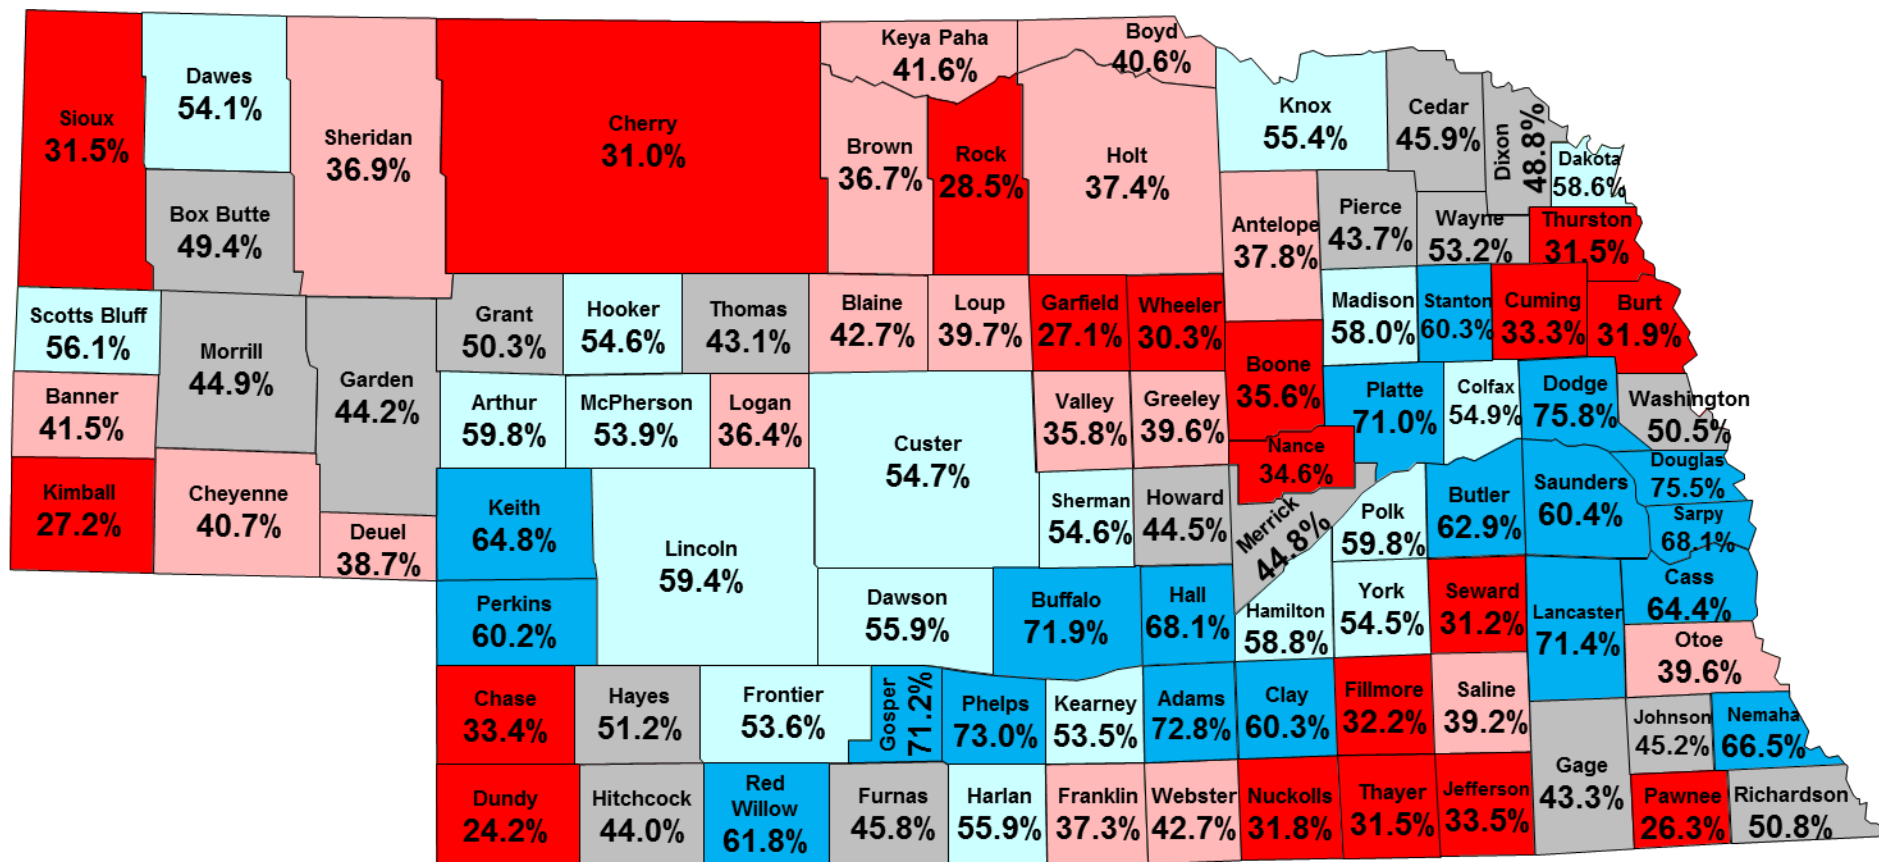 Sioux
31.5%
Dawes
54.1%
Sheridan
36.9%
Box Butte
49.4%
Cherry
31.0%
Keya Paha
41.6%
Boyd
40.6%
Brown
36.7%
Rock
28.5%
Holt
37.4%
Knox
55.4%
Cedar
45.9%
Dixon
48.8%
Dakota
58.6%
Antelope
37.8%
Pierce
43.7%
Wayne
53.2%
Thurston
31.5%
Scotts Bluff
56.1%
Morrill
44.9%
Garden
44.2%
Grant
50.3%
Hooker
54.6%
Thomas
43.1%
Blaine
42.7%
Loup
39.7%
Garfield
27.1%
Wheeler
30.3%
Boone
35.6%
Madison
58.0%
Stanton
60.3%
Cuming
33.3%
Burt
31.9%
Banner
41.5%
Arthur
59.8%
McPherson
53.9%
Logan
36.4%
Custer
54.7%
Valley
35.8%
Greeley
39.6%
Nance
34.6%
Platte
71.0%
Colfax
54.9%
Dodge
75.8%
Washington
50.5%
Kimball
27.2%
Cheyenne
40.7%
Deuel
38.7%
Keith
64.8%
Lincoln
59.4%
Sherman
54.6%
Howard
44.5%
Merrick
44.8%
Polk
59.8%
Butler
62.9%
Saunders
60.4%
Douglas
75.5%
Sarpy
68.1%
Perkins
60.2%
Dawson
55.9%
Buffalo
71.9%
Hall
68.1%
Hamilton
58.8%
York
54.5%
Seward
31.2%
Lancaster
71.4%
Cass
64.4%
Otoe
39.6%
Chase
33.4%
Hayes
51.2%
Frontier
53.6%
Gosper
71.2%
Phelps
73.0%
Kearney
53.5%
Adams
72.8%
Clay
60.3%
Fillmore
32.2%
Saline
39.2%
Gage
43.3%
Johnson
45.2%
Nemaha
66.5%
Dundy
24.2%
Hitchcock
44.0%
Red
Willow
61.8%
Furnas
45.8%
Harlan
55.9%
Franklin
37.3%
Webster
42.7%
Nuckolls
31.8%
Thayer
31.5%
Jefferson
33.5%
Pawnee
26.3%
Richardson
50.8%